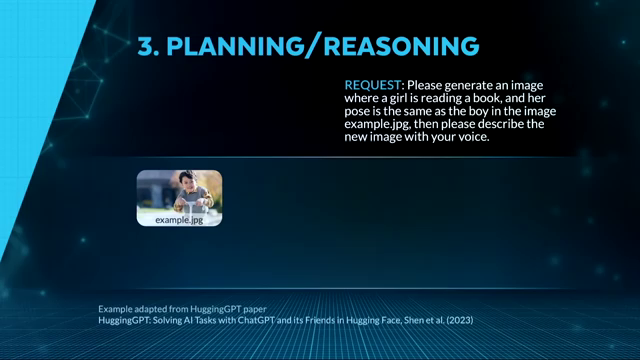 3. PLANNING/REASONING
REQUEST: Please generate an image
where a girl is reading a book, and her
pose is the same as the boy in the image
example.jpg, then please describe the
new image with your voice.
example.jpg
Example adapted from HuggingGPT paper
HuggingGPT: Solving AI Tasks with ChatGPT and its Friends in Hugging Face, Shen et al. (2023)